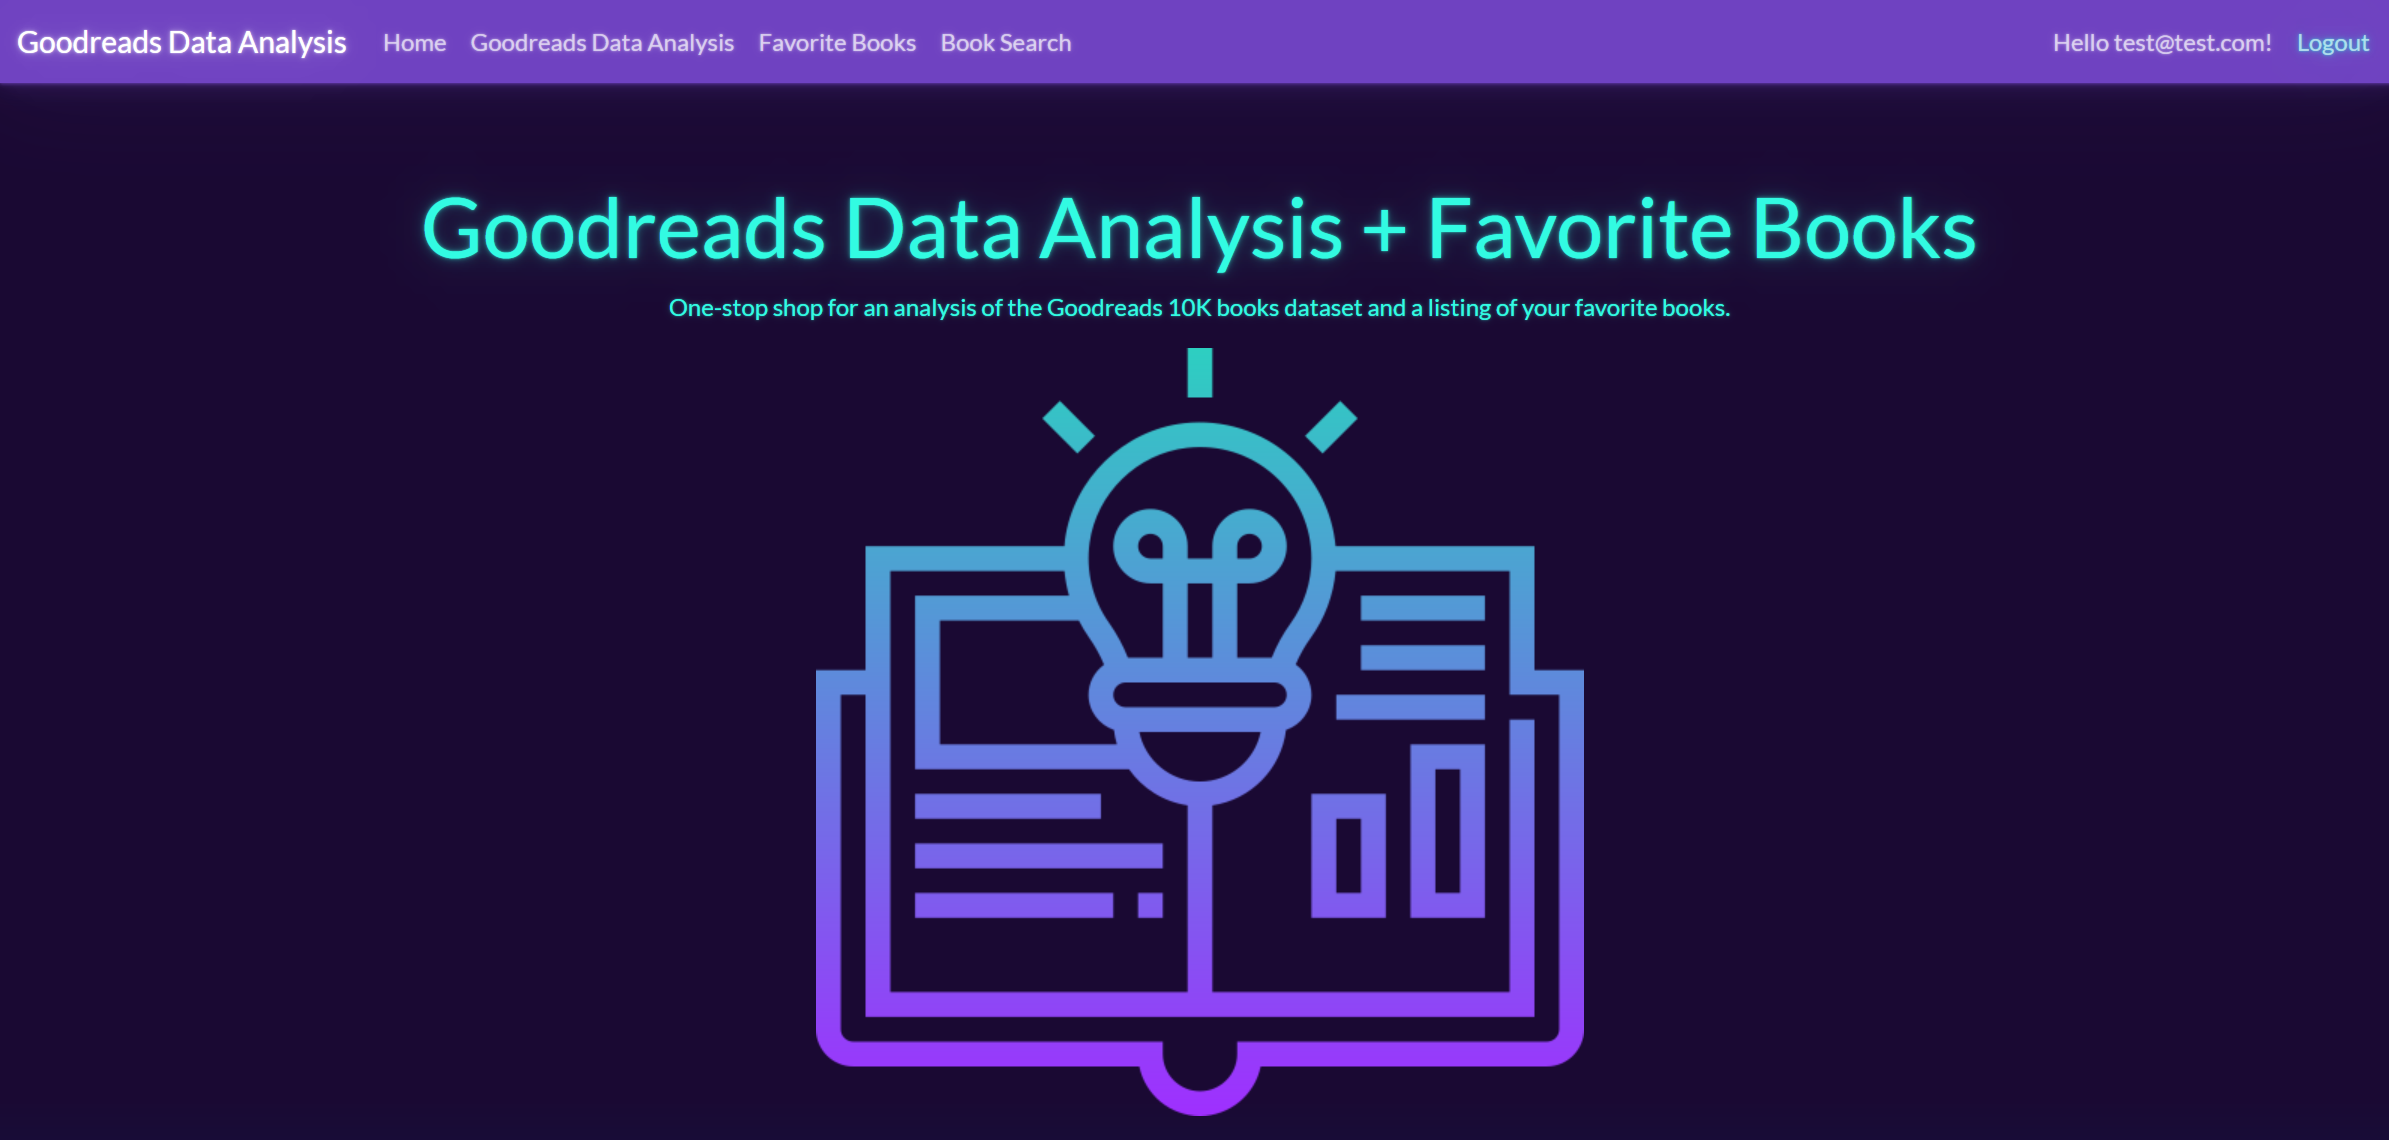 Goodreads Data Analysis Home Goodreads Data Analysis Favorite Books Book Search Hello test@test.com! Logout
Goodreads Data Analysis + Favorite Books
One-stop shop for an analysis of the Goodreads 10K books dataset and a listing of your favorite books.